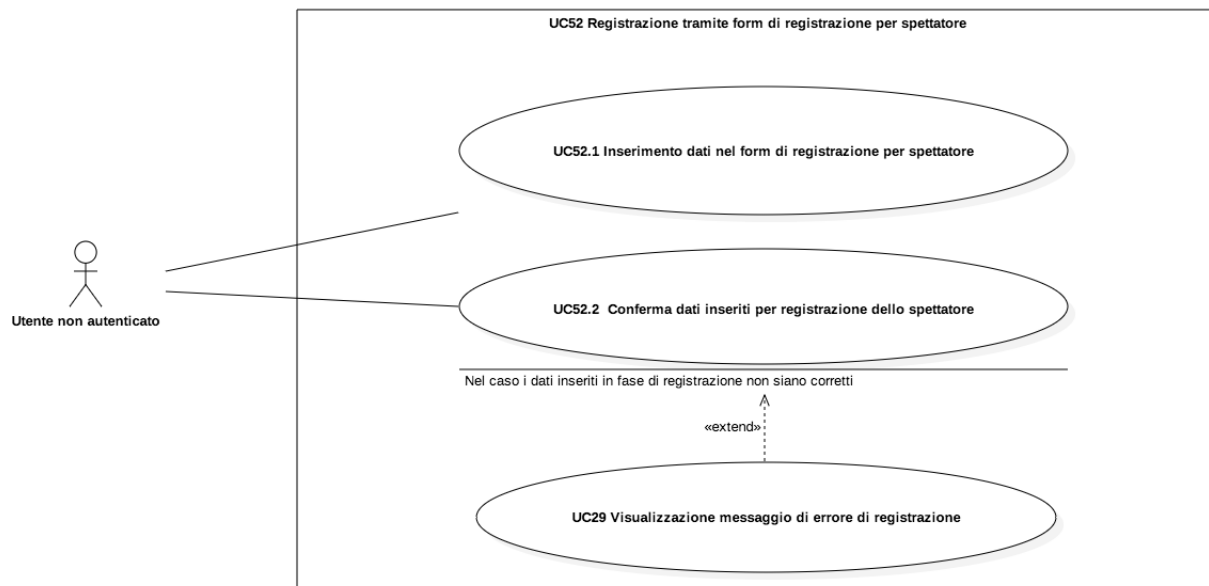 UC52 Registrazione tramite form di registrazione per spettatore
UC52.1 Inserimento dati nel form di registrazione per spettatore
Utente non autenticato
UC52.2 Conferma dati inseriti per registrazione dello spettatore
Nel caso i dati inseriti in fase di registrazione non siano corretti
«extend»
UC29 Visualizzazione messaggio di errore di registrazione